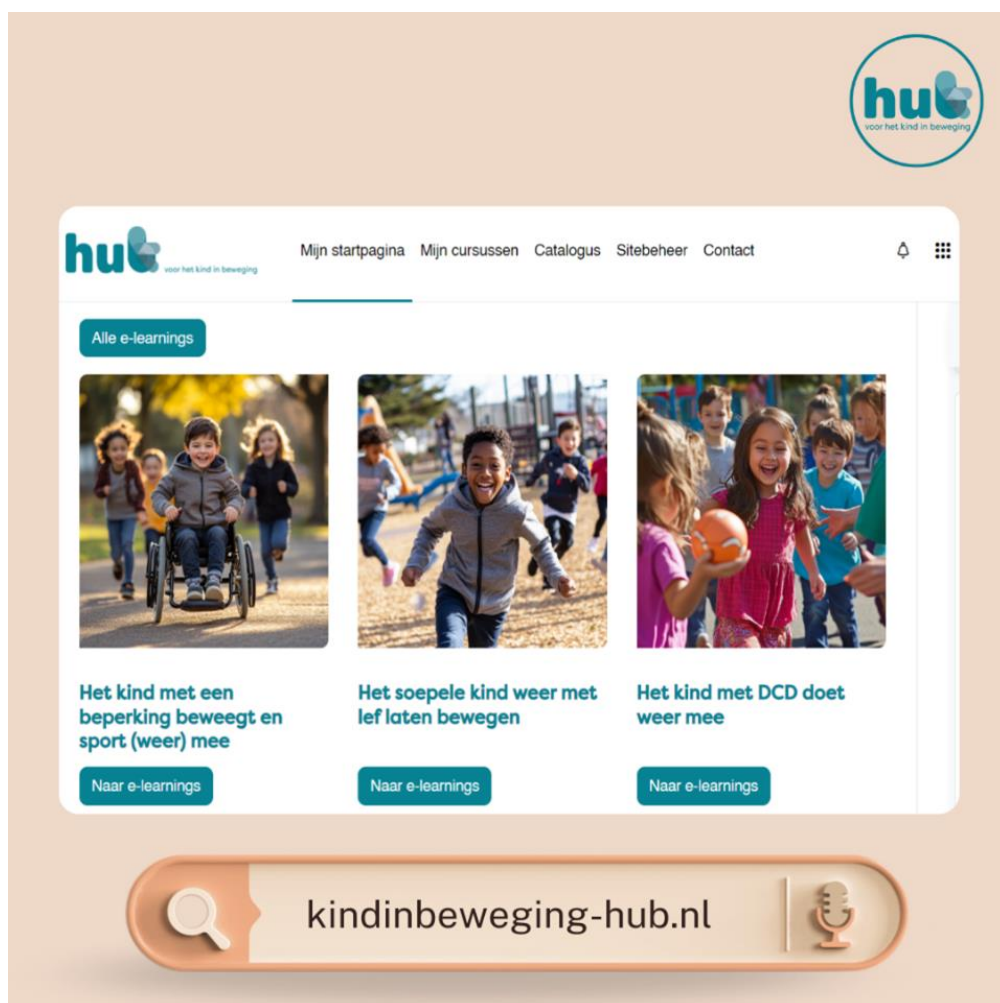 hub
voor het kind in beweging
hub
voor het kind in beweging
Mijn startpagina Mijn cursussen Catalogus Sitebeheer Contact
Alle e-learnings
Het kind met een
beperking beweegt en
sport (weer) mee
Naar e-learnings
Het soepele kind weer met
lef laten bewegen
Naar e-learnings
Het kind met DCD doet
weer mee
Naar e-learnings
kindinbeweging-hub.nl